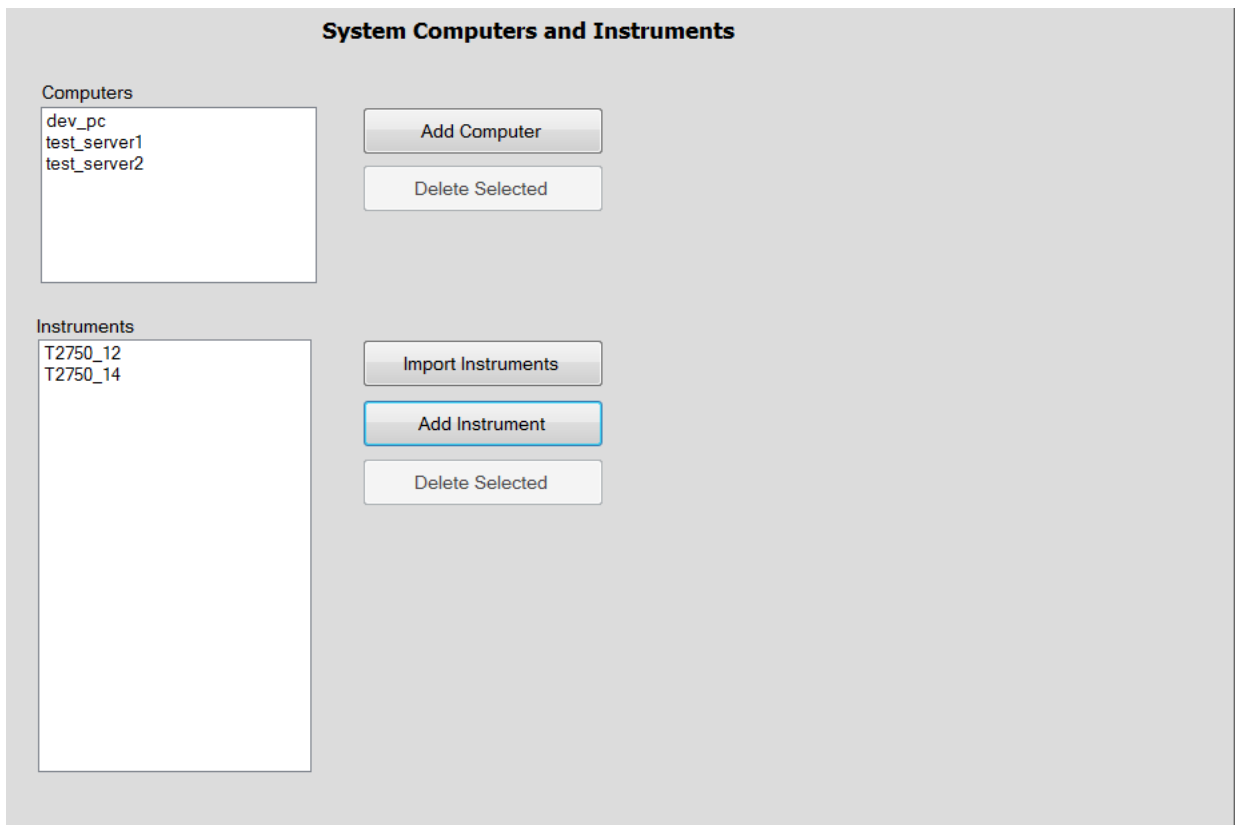 System Computers and Instruments
Computers
dev_pc
test_server1
test_server2
Add Computer
Delete Selected
Instruments
T2750_12
T2750_14
Import Instruments
Add Instrument
Delete Selected